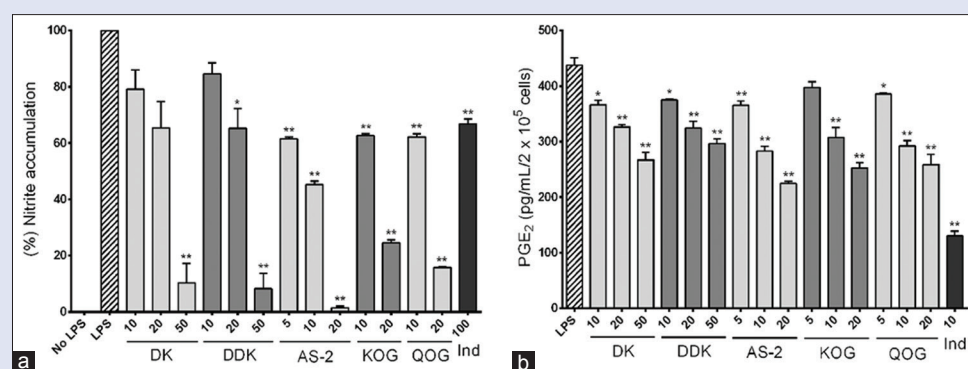 (%) Nitrite accumulation
100
80
60
40
20
0
* ** ** ** ** ** ** ** ** ** **
No LPS LPS 10 20 50 10 20 50 5 10 20 10 20 10 20 100
DK DDK AS-2 KOG QOG Ind
a
PGE2 (pg/mL/2 x 10^5 cells)
500
400
300
200
100
0
* ** ** * ** ** ** ** ** ** ** * ** ** **
LPS 10 20 50 10 20 50 5 10 20 5 10 20 5 10 20 10
DK DDK AS-2 KOG QOG Ind
b